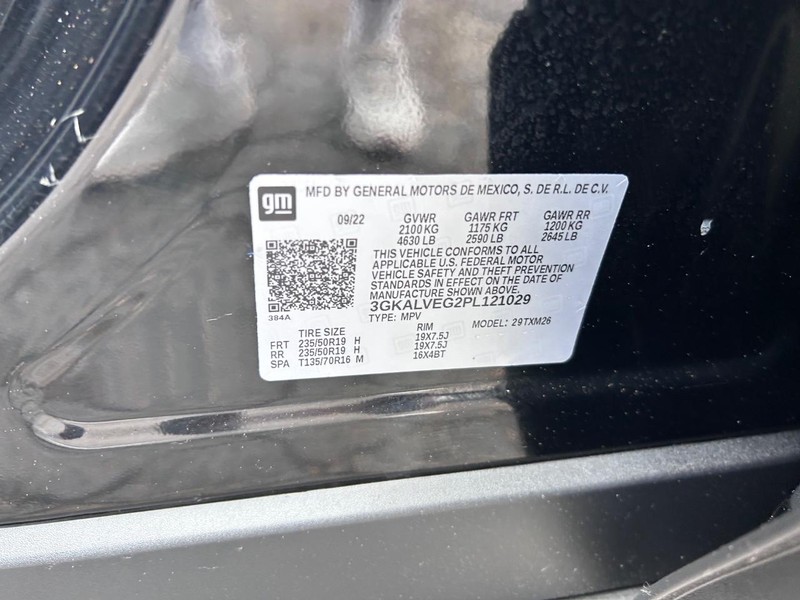 gm MFD BY GENERAL MOTORS DE MEXICO, S. DE R.L. DE C.V.
09/22 GVWR GAWR FRT GAWR RR
2100 KG 1175 KG 1200 KG
4630 LB 2590 LB 2645 LB
THIS VEHICLE CONFORMS TO ALL
APPLICABLE U.S. FEDERAL MOTOR
VEHICLE SAFETY AND THEFT PREVENTION
STANDARDS IN EFFECT ON THE DATE OF
MANUFACTURE SHOWN ABOVE.
3GKALVEG2PL121029
384A
TYPE: MPV MODEL: 29TXM26
TIRE SIZE RIM
FRT 235/50R19 H 19X7.5J
RR 235/50R19 H 19X7.5J
SPA T135/70R16 M 16X4BT